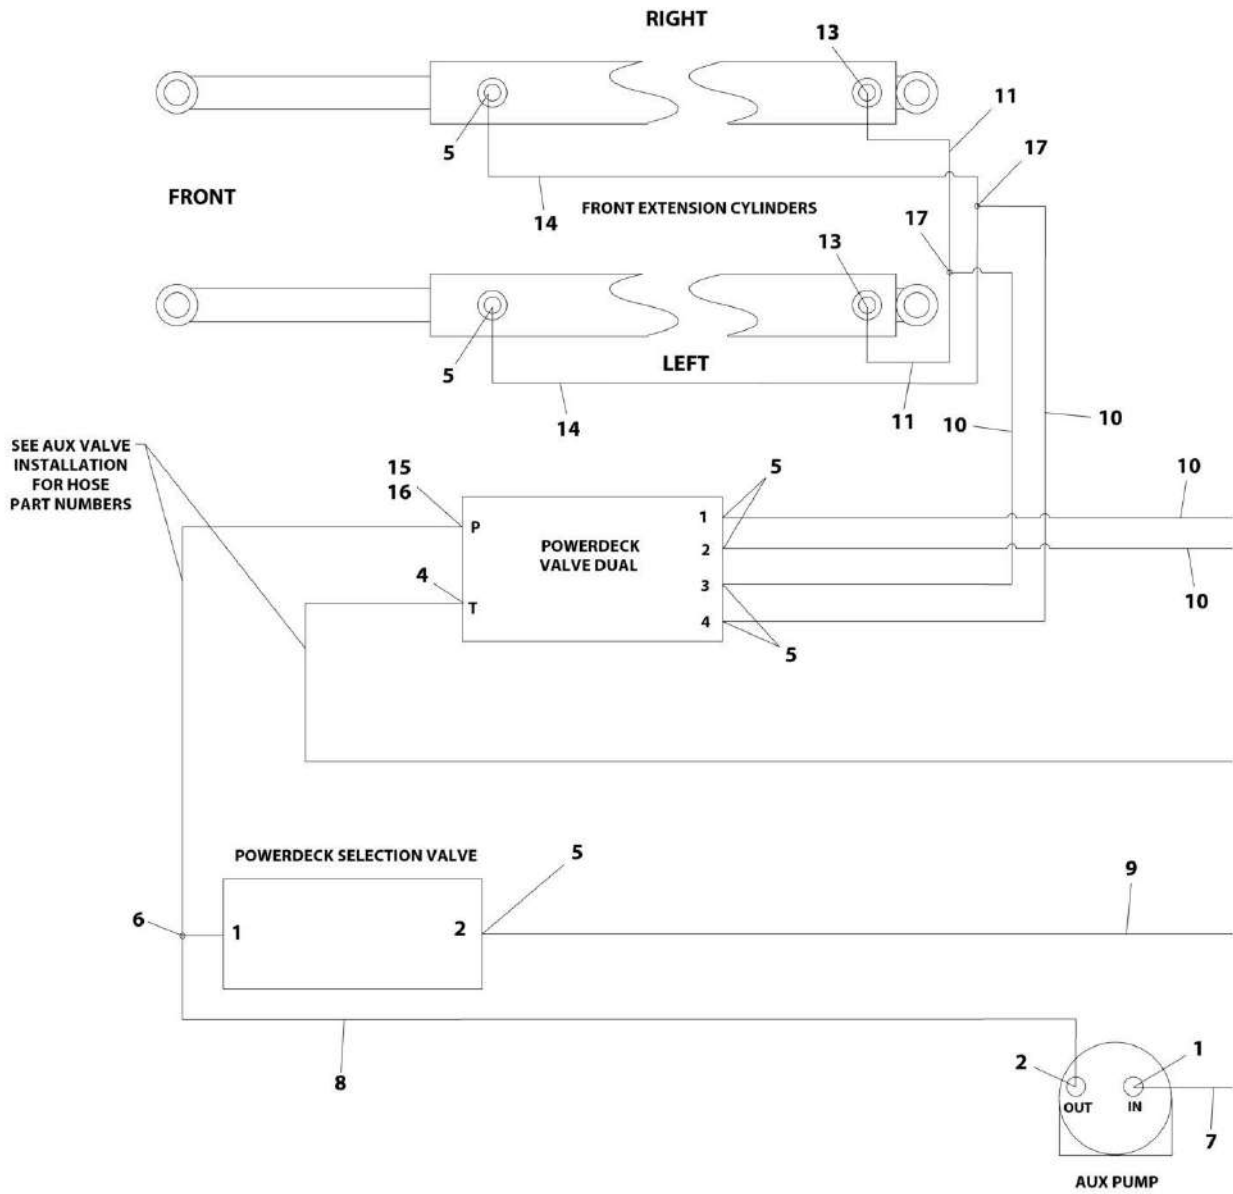 RIGHT
13
11
5
17
FRONT
14
FRONT EXTENSION CYLINDERS
17
13
5
LEFT
14
11
10
10
SEE AUX VALVE
INSTALLATION
FOR HOSE
PART NUMBERS
15
16
5
10
P
1
POWERDECK
VALVE DUAL
2
4
3
10
T
4
5
POWERDECK SELECTION VALVE
5
9
6
1
2
8
2
1
OUT
IN
7
AUX PUMP